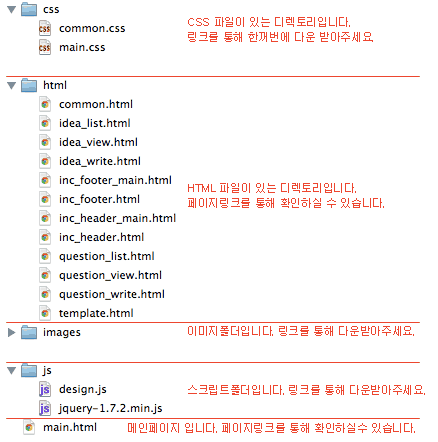 css
common.css
main.css
CSS 파일이 있는 디렉토리입니다.
링크를 통해 한꺼번에 다운 받아주세요.
html
common.html
idea_list.html
idea_view.html
idea_write.html
inc_footer_main.html
inc_footer.html
inc_header_main.html
inc_header.html
question_list.html
question_view.html
question_write.html
template.html
HTML 파일이 있는 디렉토리입니다.
페이지링크를 통해 확인하실 수 있습니다.
images
이미지폴더입니다. 링크를 통해 다운받아주세요.
js
design.js
jquery-1.7.2.min.js
스크립트폴더입니다. 링크를 통해 다운받아주세요.
main.html
메인페이지 입니다. 페이지링크를 통해 확인하실수 있습니다.